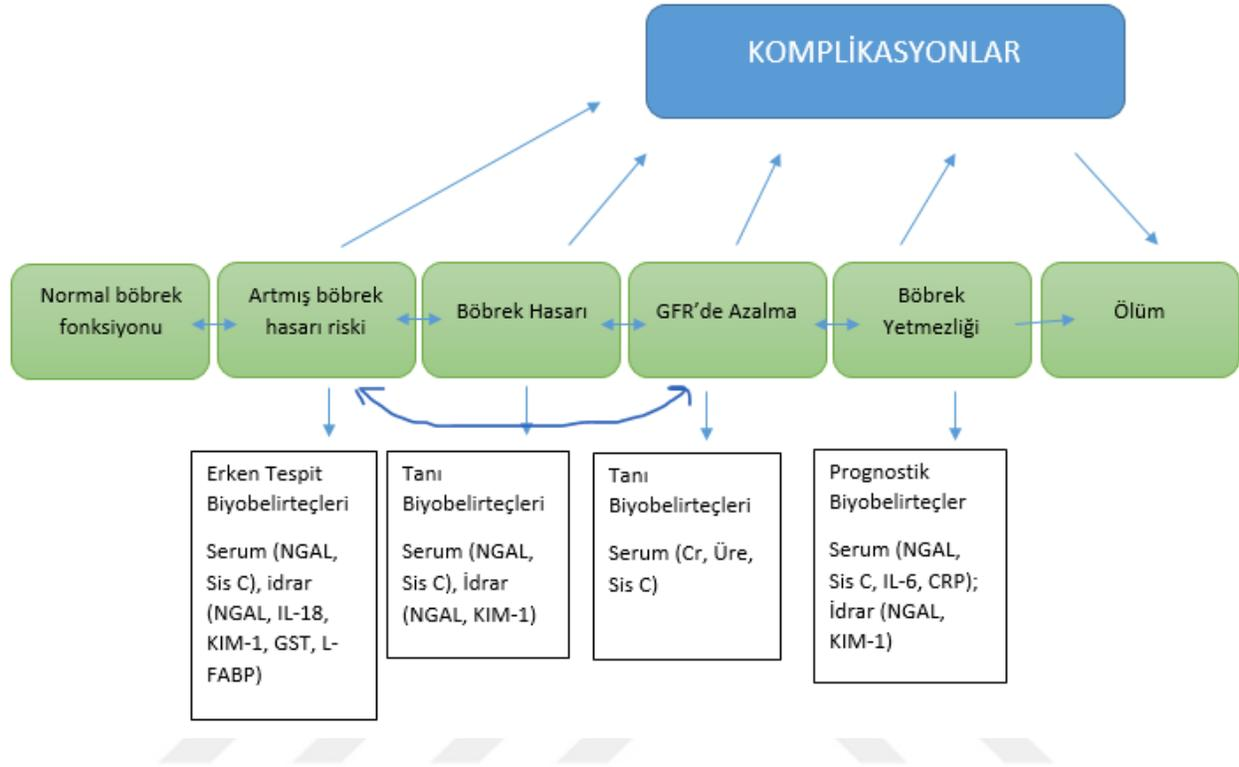 KOMPLİKASYONLAR
Normal böbrek
fonksiyonu
Artmış böbrek
hasarı riski
Böbrek Hasarı
GFR’de Azalma
Böbrek
Yetmezliği
Ölüm
Erken Tespit
Biyobelirteçleri
Serum (NGAL,
Sis C), idrar
(NGAL, IL-18,
KIM-1, GST, L-
FABP)
Tanı
Biyobelirteçleri
Serum (NGAL,
Sis C), İdrar
(NGAL, KIM-1)
Tanı
Biyobelirteçleri
Serum (Cr, Üre,
Sis C)
Prognostik
Biyobelirteçler
Serum (NGAL,
Sis C, IL-6, CRP);
İdrar (NGAL,
KIM-1)